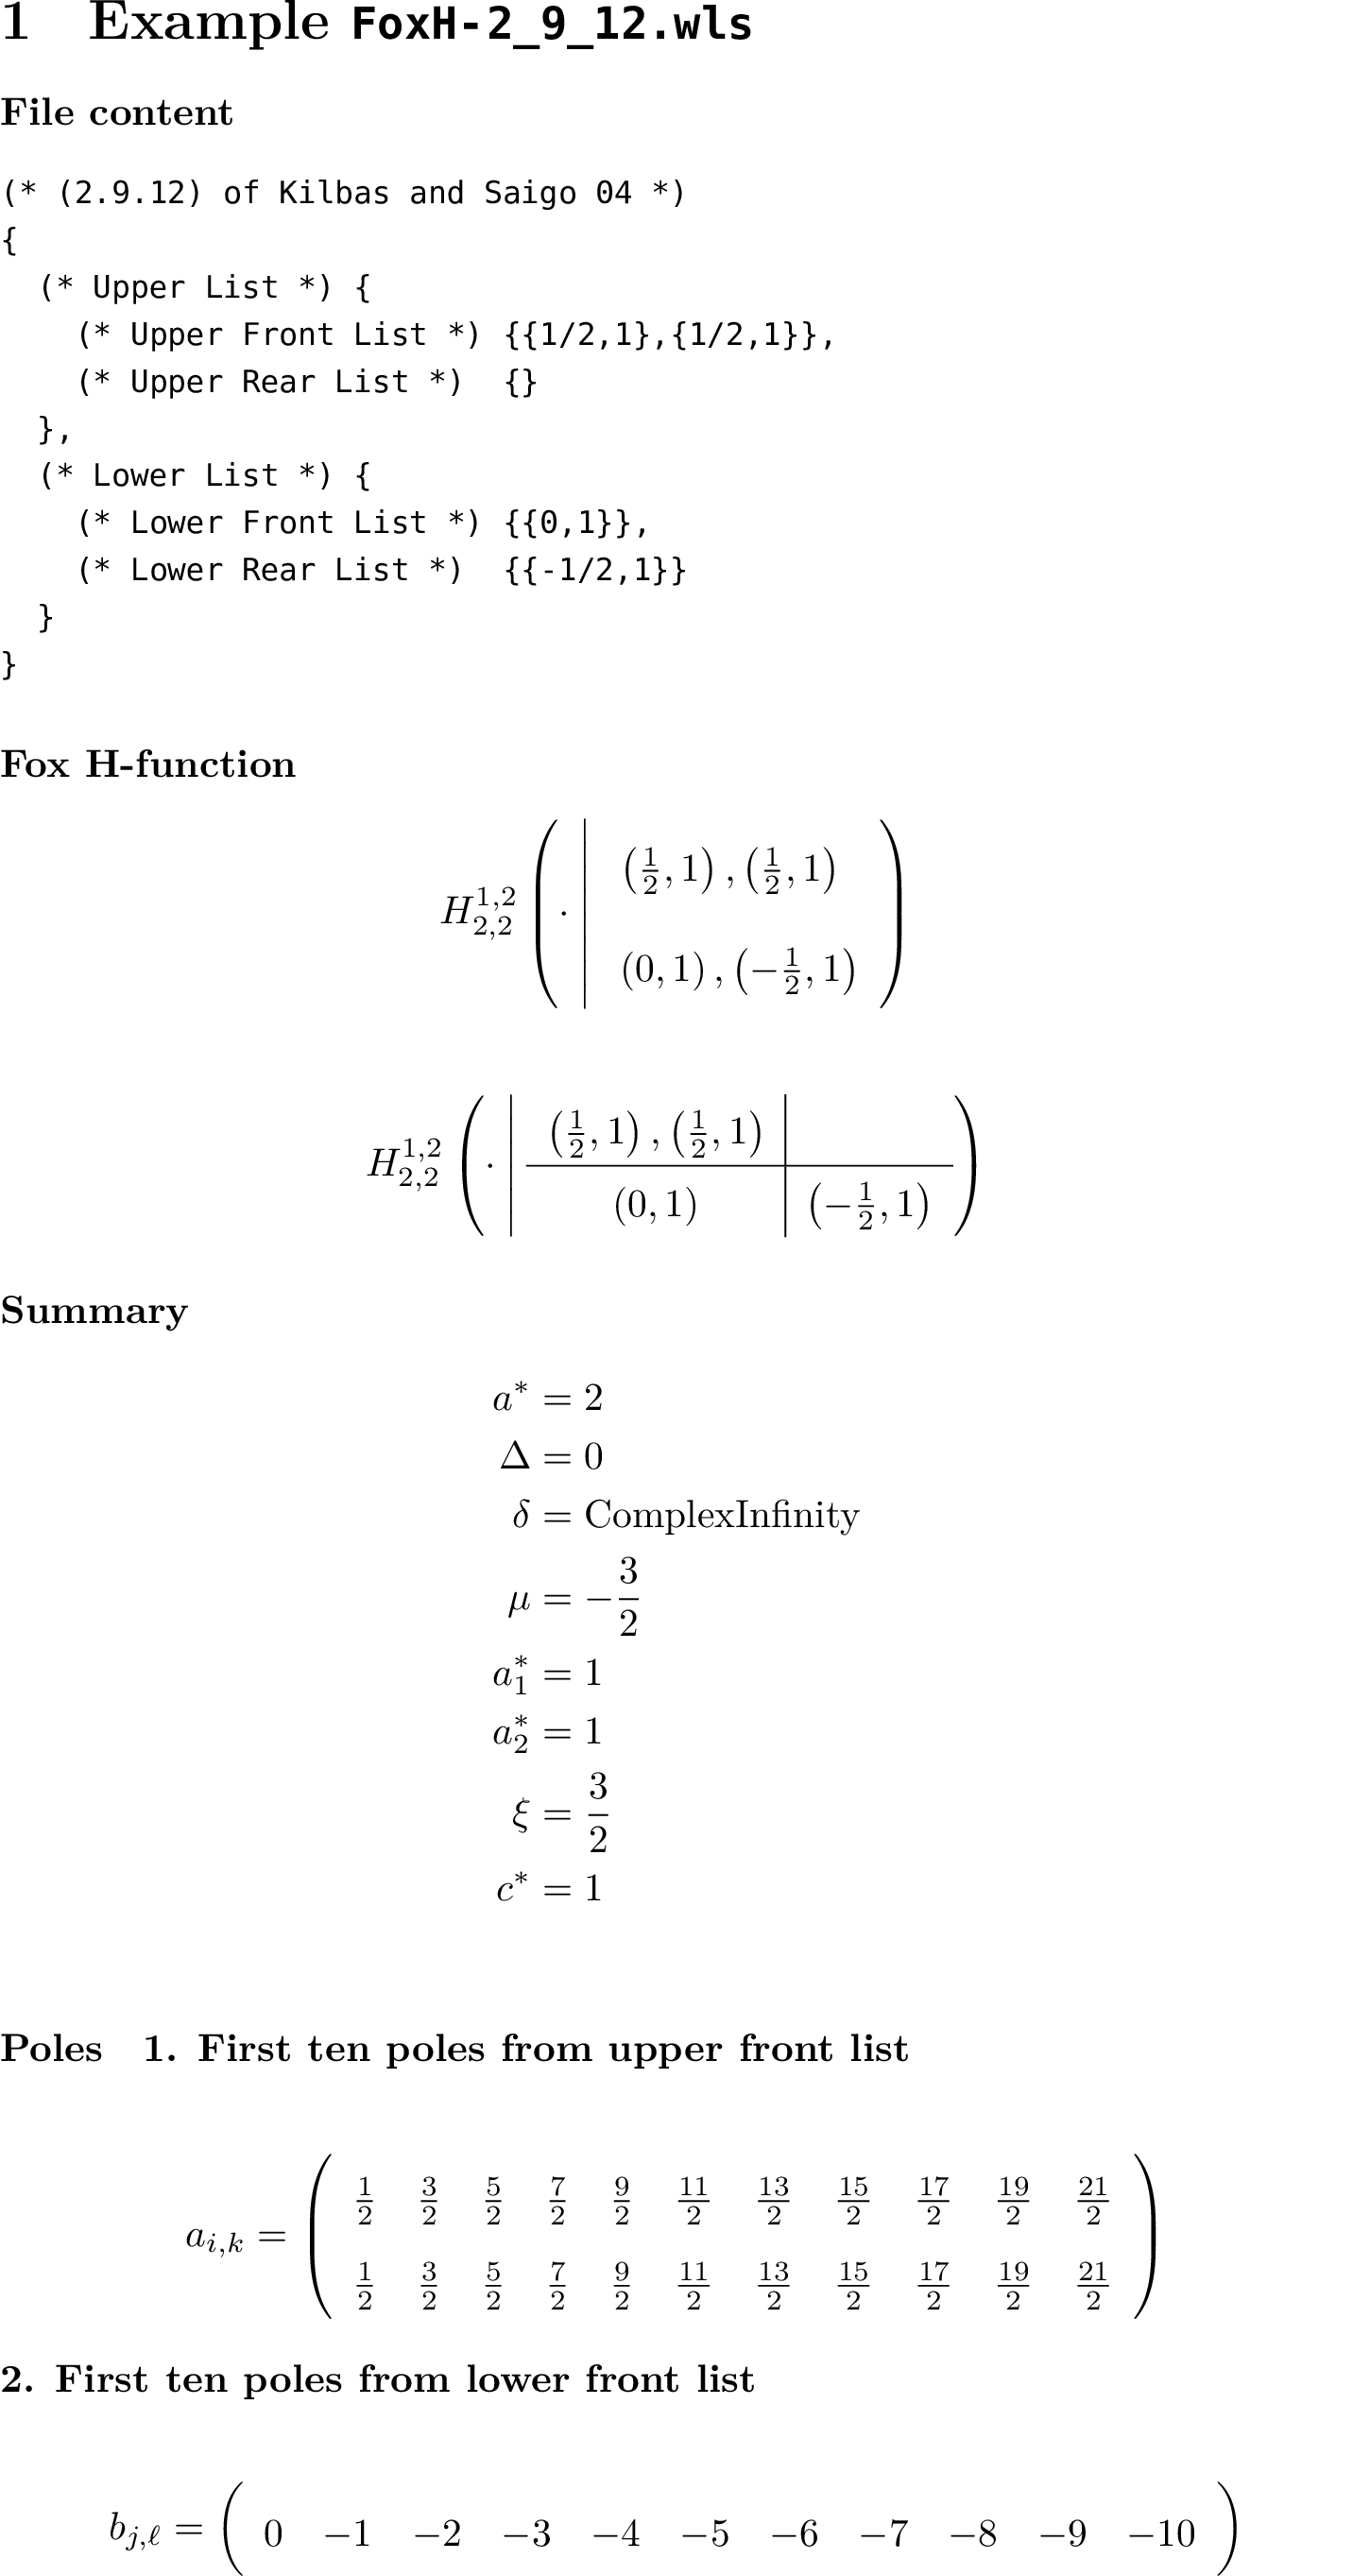 1 Example FoxH-2_9_12.wls
File content
(* (2.9.12) of Kilbas and Saigo 04 *)
{
  (* Upper List *) {
    (* Upper Front List *) {{1/2,1},{1/2,1}},
    (* Upper Rear List *)  {}
  },
  (* Lower List *) {
    (* Lower Front List *) {{0,1}},
    (* Lower Rear List *)  {{-1/2,1}}
  }
}
Fox H-function
$H_{2,2}^{1,2}\left(\cdot\left|\begin{array}{c}\left(\frac{1}{2},1\right),\left(\frac{1}{2},1\right)\\(0,1),\left(-\frac{1}{2},1\right)\end{array}\right.\right)$
$H_{2,2}^{1,2}\left(\cdot\left|\begin{array}{c|c}\left(\frac{1}{2},1\right),\left(\frac{1}{2},1\right)&\\\hline(0,1)&\left(-\frac{1}{2},1\right)\end{array}\right.\right)$
Summary
$a^* = 2$
$\Delta = 0$
$\delta = \text{ComplexInfinity}$
$\mu = -\frac{3}{2}$
$a_1^* = 1$
$a_2^* = 1$
$\xi = \frac{3}{2}$
$c^* = 1$
Poles 1. First ten poles from upper front list
$a_{i,k} = \left(\begin{array}{ccccccccccc}\frac{1}{2}&\frac{3}{2}&\frac{5}{2}&\frac{7}{2}&\frac{9}{2}&\frac{11}{2}&\frac{13}{2}&\frac{15}{2}&\frac{17}{2}&\frac{19}{2}&\frac{21}{2}\\\frac{1}{2}&\frac{3}{2}&\frac{5}{2}&\frac{7}{2}&\frac{9}{2}&\frac{11}{2}&\frac{13}{2}&\frac{15}{2}&\frac{17}{2}&\frac{19}{2}&\frac{21}{2}\end{array}\right)$
2. First ten poles from lower front list
$b_{j,\ell} = \left(\begin{array}{ccccccccccc}0&-1&-2&-3&-4&-5&-6&-7&-8&-9&-10\end{array}\right)$